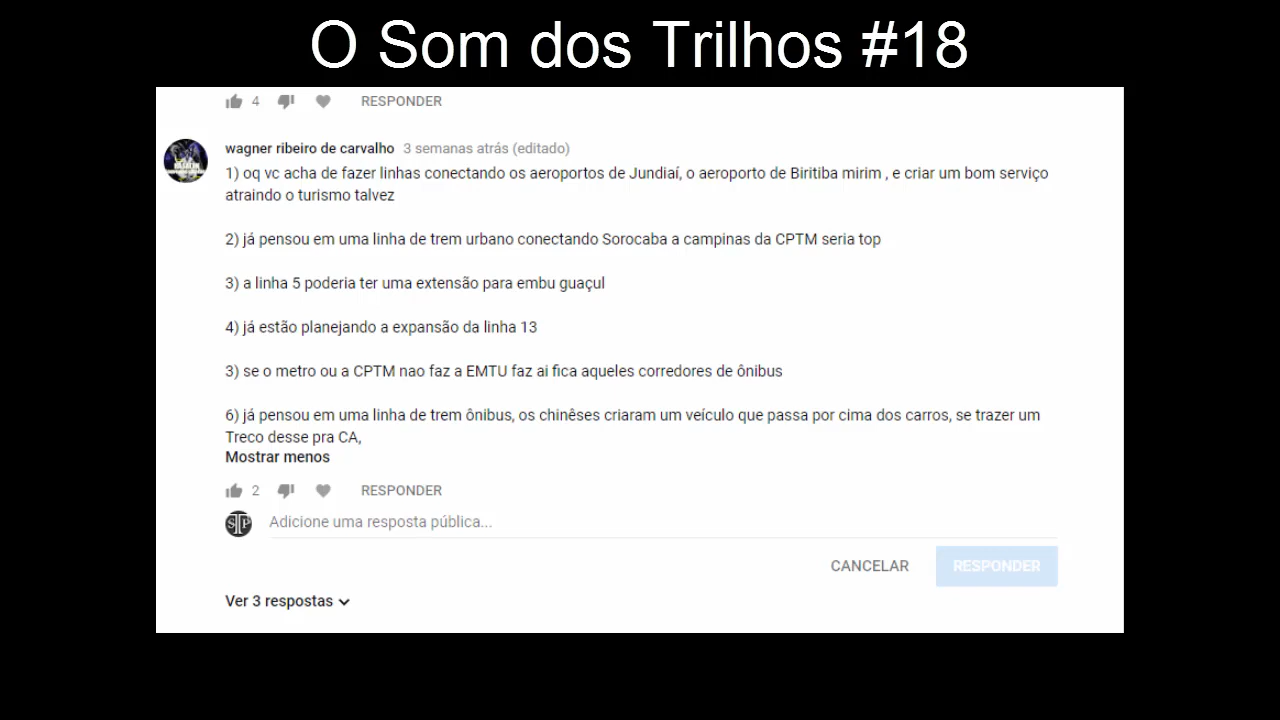 O Som dos Trilhos #18
4 RESPONDER
wagner ribeiro de carvalho 3 semanas atrás (editado)
1) oq vc acha de fazer linhas conectando os aeroportos de Jundiaí, o aeroporto de Biritiba mirim , e criar um bom serviço
atraindo o turismo talvez
2) já pensou em uma linha de trem urbano conectando Sorocaba a campinas da CPTM seria top
3) a linha 5 poderia ter uma extensão para embu guaçul
4) já estão planejando a expansão da linha 13
3) se o metro ou a CPTM nao faz a EMTU faz ai fica aqueles corredores de ônibus
6) já pensou em uma linha de trem ônibus, os chinêses criaram um veículo que passa por cima dos carros, se trazer um
Treco desse pra CA,
Mostrar menos
2 RESPONDER
STP Adicione uma resposta pública...
CANCELAR RESPONDER
Ver 3 respostas